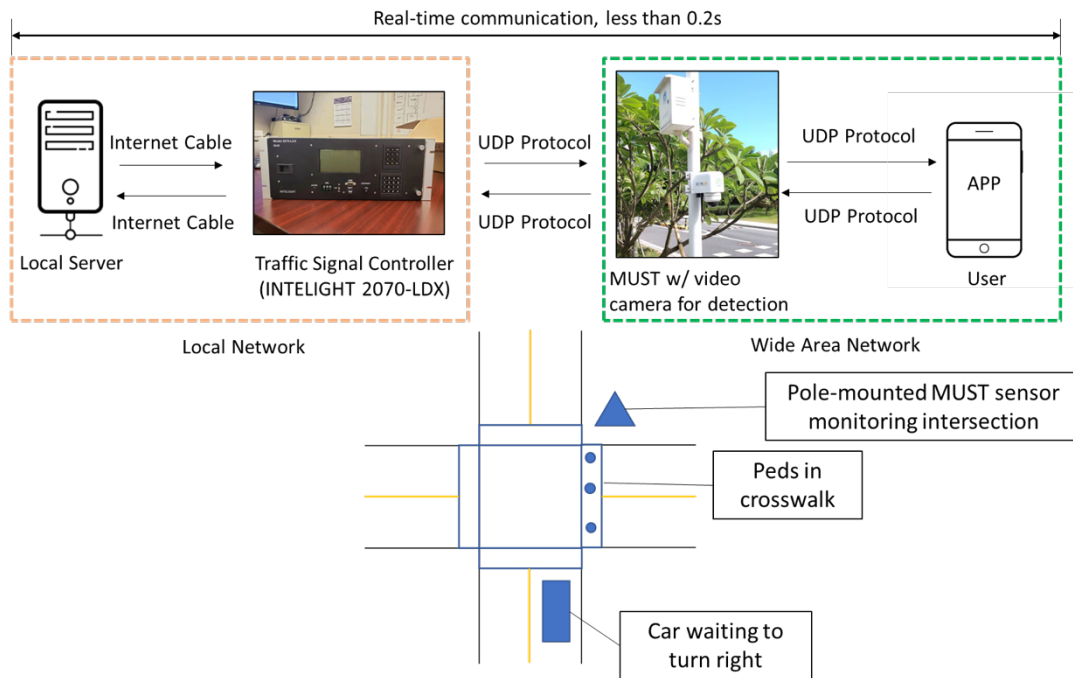 Real-time communication, less than 0.2s
Internet Cable
Internet Cable
UDP Protocol
UDP Protocol
UDP Protocol
UDP Protocol
APP
INTELIGHT
Local Server
Traffic Signal Controller
(INTELIGHT 2070-LDX)
MUST w/ video
camera for detection
User
Local Network
Wide Area Network
Pole-mounted MUST sensor
monitoring intersection
Peds in
crosswalk
Car waiting to
turn right